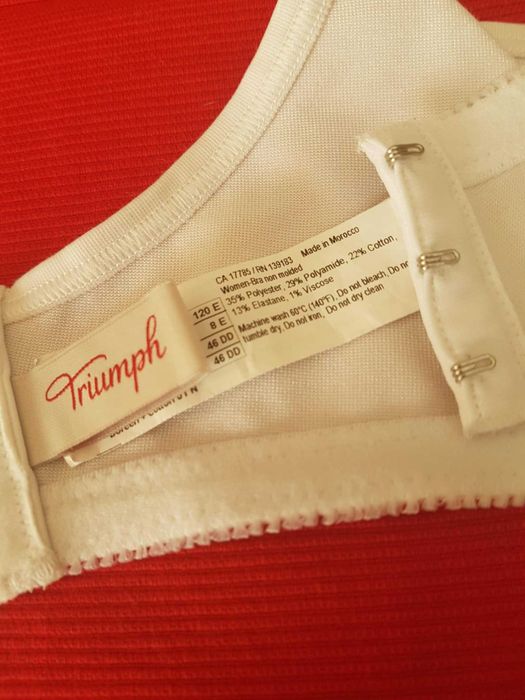 Triumph
CA 17785 / RN 139183 Made in Morocco
Women-Bra non molded
35% Polyester, 29% Polyamide, 22% Cotton,
13% Elastane, 1% Viscose
Machine wash 60°C (140°F). Do not bleach. Do not
tumble dry. Do not iron. Do not dry clean
120 E
8 E
46 DD
46 DD